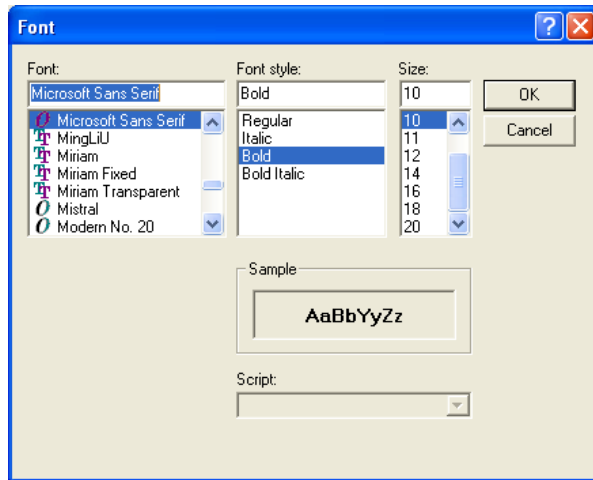 Font
Font:
Font style:
Size:
Microsoft Sans Serif
Bold
10
OK
Microsoft Sans Serif
MingLiU
Miriam
Miriam Fixed
Miriam Transparent
Mistral
Modern No. 20
Regular
Italic
Bold
Bold Italic
10
11
12
14
16
18
20
Cancel
Sample
AaBbYyZz
Script: